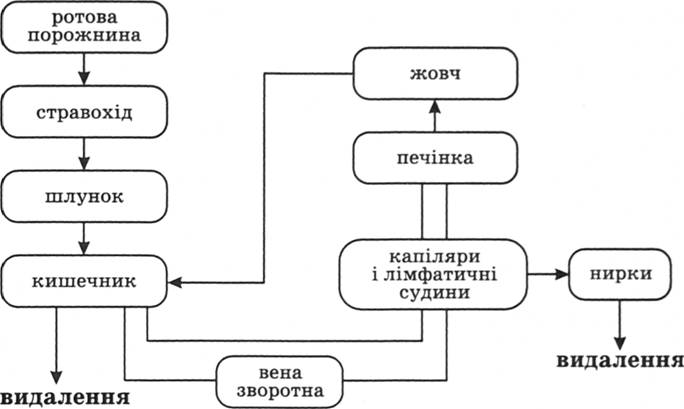 ротова
порожнина
стравохід
шлунок
кишечник
видалення
жовч
печінка
капіляри
і лімфатичні
судини
нирки
видалення
вена
зворотна